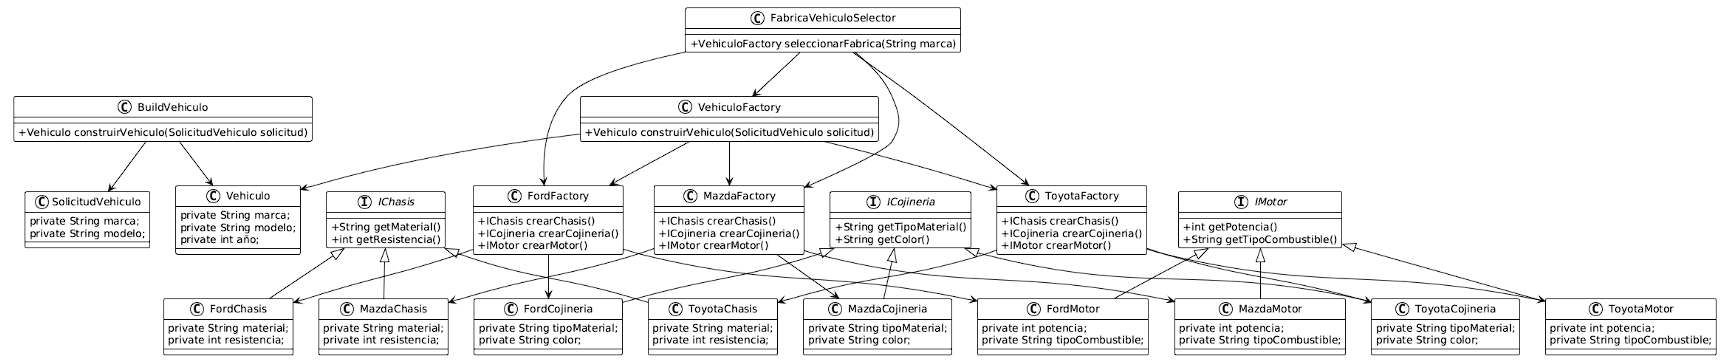 FabricaVehiculoSelector
+VehiculoFactory seleccionarFabrica(String marca)
BuildVehiculo
+Vehiculo construirVehiculo(SolicitudVehiculo solicitud)
VehiculoFactory
+Vehiculo construirVehiculo(SolicitudVehiculo solicitud)
SolicitudVehiculo
private String marca;
private String modelo;
Vehiculo
private String marca;
private String modelo;
private int año;
IChasis
+String getMaterial()
+int getResistencia()
FordFactory
+IChasis crearChasis()
+ICojineria crearCojineria()
+IMotor crearMotor()
MazdaFactory
+IChasis crearChasis()
+ICojineria crearCojineria()
+IMotor crearMotor()
ICojineria
+String getTipoMaterial()
+String getColor()
ToyotaFactory
+IChasis crearChasis()
+ICojineria crearCojineria()
+IMotor crearMotor()
IMotor
+int getPotencia()
+String getTipoCombustible()
FordChasis
private String material;
private int resistencia;
MazdaChasis
private String material;
private int resistencia;
FordCojineria
private String tipoMaterial;
private String color;
ToyotaChasis
private String material;
private int resistencia;
MazdaCojineria
private String tipoMaterial;
private String color;
FordMotor
private int potencia;
private String tipoCombustible;
MazdaMotor
private int potencia;
private String tipoCombustible;
ToyotaCojineria
private String tipoMaterial;
private String color;
ToyotaMotor
private int potencia;
private String tipoCombustible;